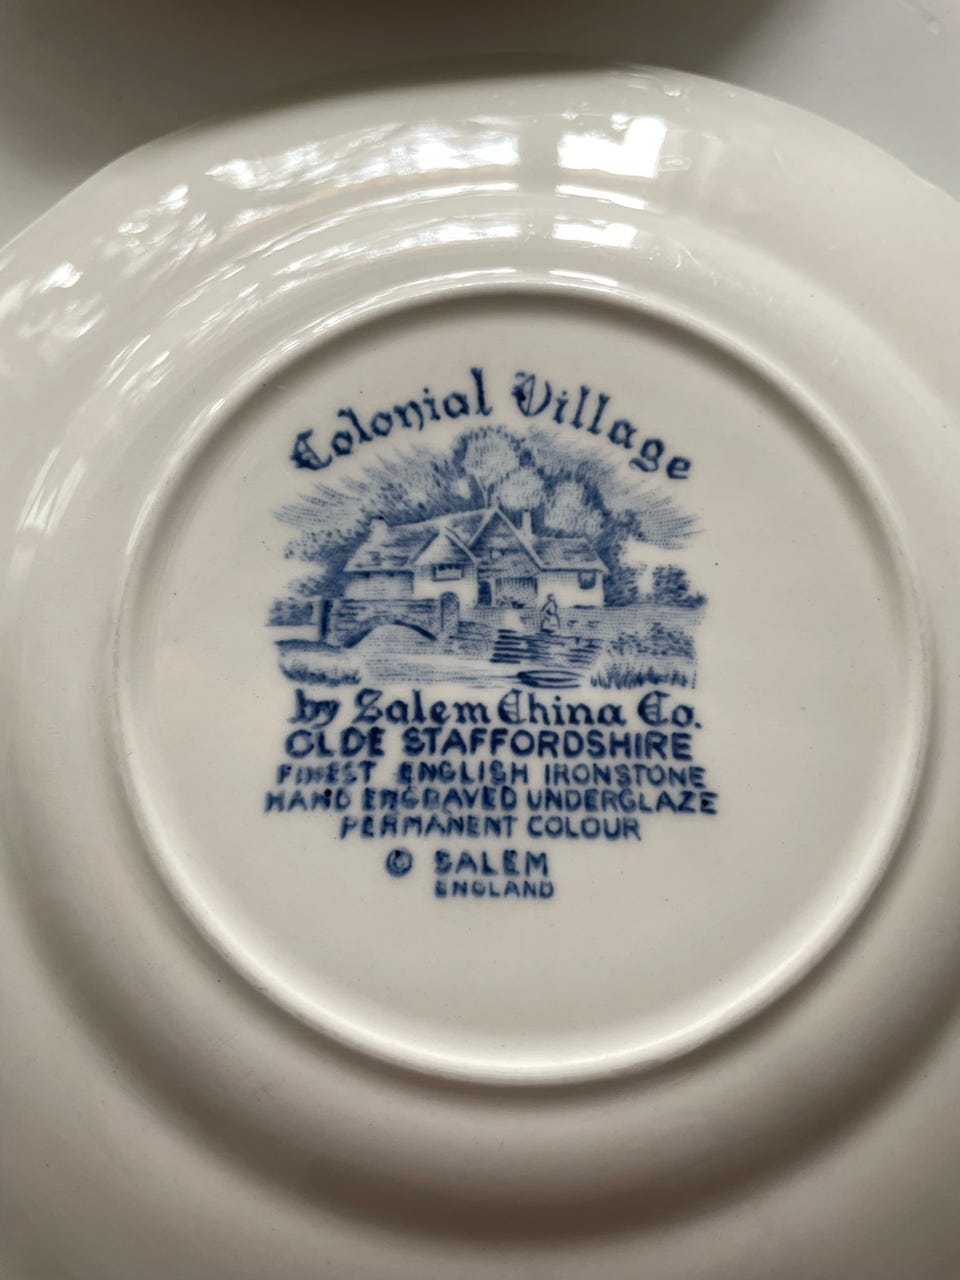 Colonial Village
by Salem China Co.
OLDE STAFFORDSHIRE
FINEST ENGLISH IRONSTONE
HAND ENGRAVED UNDERGLAZE
PERMANENT COLOUR
© SALEM
ENGLAND